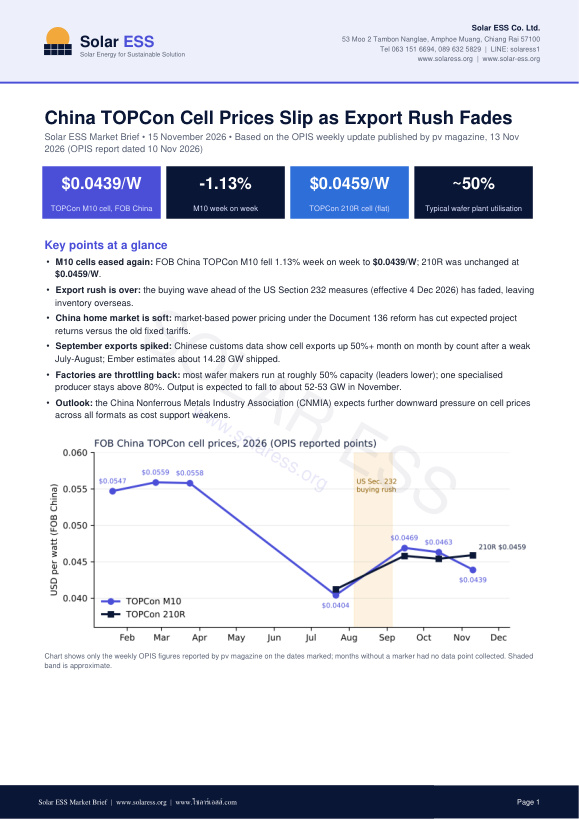 Solar ESS
Solar Energy for Sustainable Solution
Solar ESS Co. Ltd.
53 Moo 2 Tambon Nanglae, Amphoe Muang, Chiang Rai 57100
Tel 063 151 6694, 089 632 5829 | LINE: solaress1
www.solaress.org | www.solar-ess.org
China TOPCon Cell Prices Slip as Export Rush Fades
Solar ESS Market Brief • 15 November 2026 • Based on the OPIS weekly update published by pv magazine, 13 Nov
2026 (OPIS report dated 10 Nov 2026)
$0.0439/W
TOPCon M10 cell, FOB China
-1.13%
M10 week on week
$0.0459/W
TOPCon 210R cell (flat)
~50%
Typical wafer plant utilisation
Key points at a glance
• M10 cells eased again: FOB China TOPCon M10 fell 1.13% week on week to $0.0439/W; 210R was unchanged at
$0.0459/W.
• Export rush is over: the buying wave ahead of the US Section 232 measures (effective 4 Dec 2026) has faded, leaving
inventory overseas.
• China home market is soft: market-based power pricing under the Document 136 reform has cut expected project
returns versus the old fixed tariffs.
• September exports spiked: Chinese customs data show cell exports up 50%+ month on month by count after a weak
July-August; Ember estimates about 14.28 GW shipped.
• Factories are throttling back: most wafer makers run at roughly 50% capacity (leaders lower); one specialised
producer stays above 80%. Output is expected to fall to about 52-53 GW in November.
• Outlook: the China Nonferrous Metals Industry Association (CNMIA) expects further downward pressure on cell prices
across all formats as cost support weakens.
SOLAR ESS
www.solaress.org
FOB China TOPCon cell prices, 2026 (OPIS reported points)
USD per watt (FOB China)
0.060
0.055
0.050
0.045
0.040
$0.0547
$0.0559
$0.0558
$0.0404
US Sec. 232
buying rush
$0.0469
$0.0463
210R $0.0459
$0.0439
TOPCon M10
TOPCon 210R
Feb Mar Apr May Jun Jul Aug Sep Oct Nov Dec
Chart shows only the weekly OPIS figures reported by pv magazine on the dates marked; months without a marker had no data point collected. Shaded
band is approximate.
Solar ESS Market Brief | www.solaress.org | www.โซลาร์เอสส์.com
Page 1